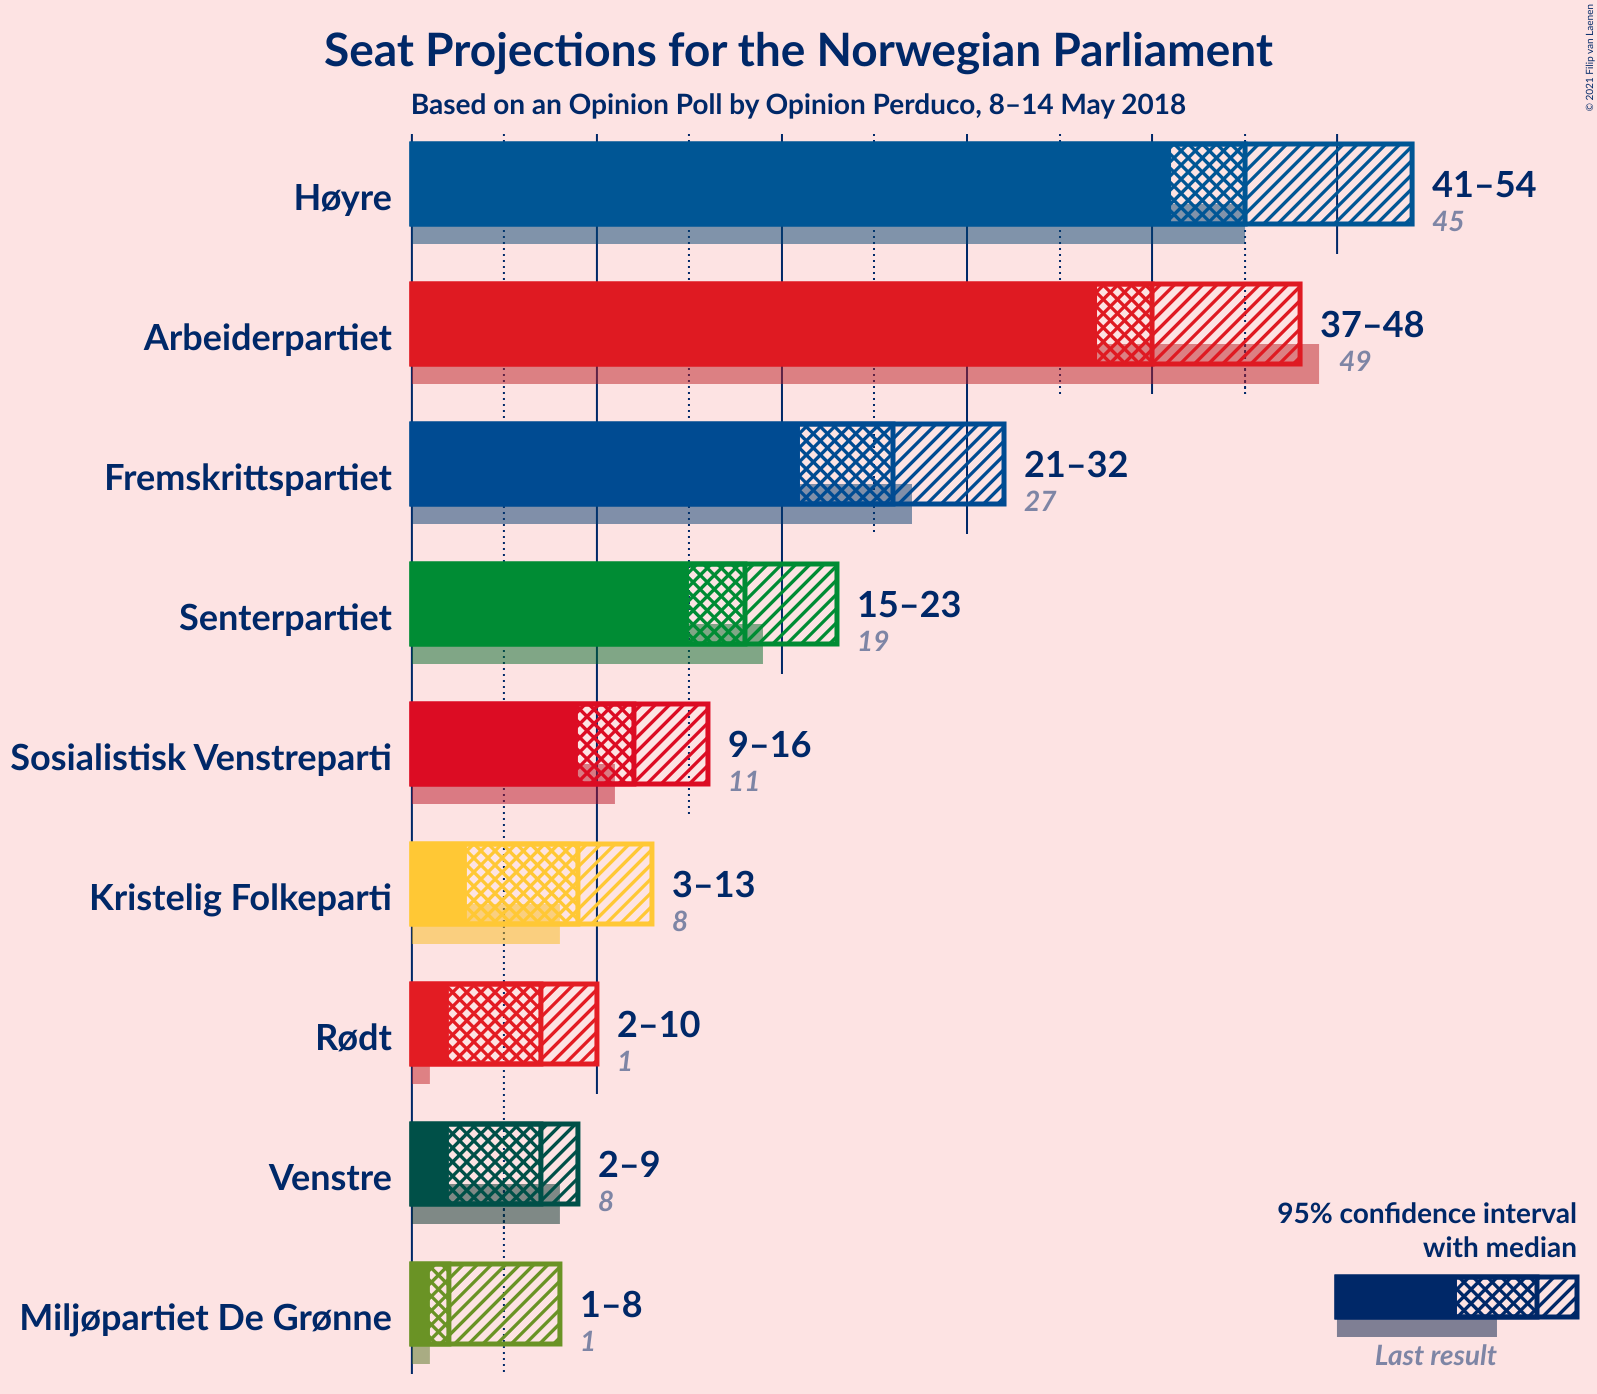 Seat Projections for the Norwegian Parliament
Based on an Opinion Poll by Opinion Perduco, 8–14 May 2018
© 2021 Filip van Laenen
Høyre
41–54
45
Arbeiderpartiet
37–48
49
Fremskrittspartiet
21–32
27
Senterpartiet
15–23
19
Sosialistisk Venstreparti
9–16
11
Kristelig Folkeparti
3–13
8
Rødt
2–10
1
Venstre
2–9
8
Miljøpartiet De Grønne
1–8
1
95% confidence interval
with median
Last result